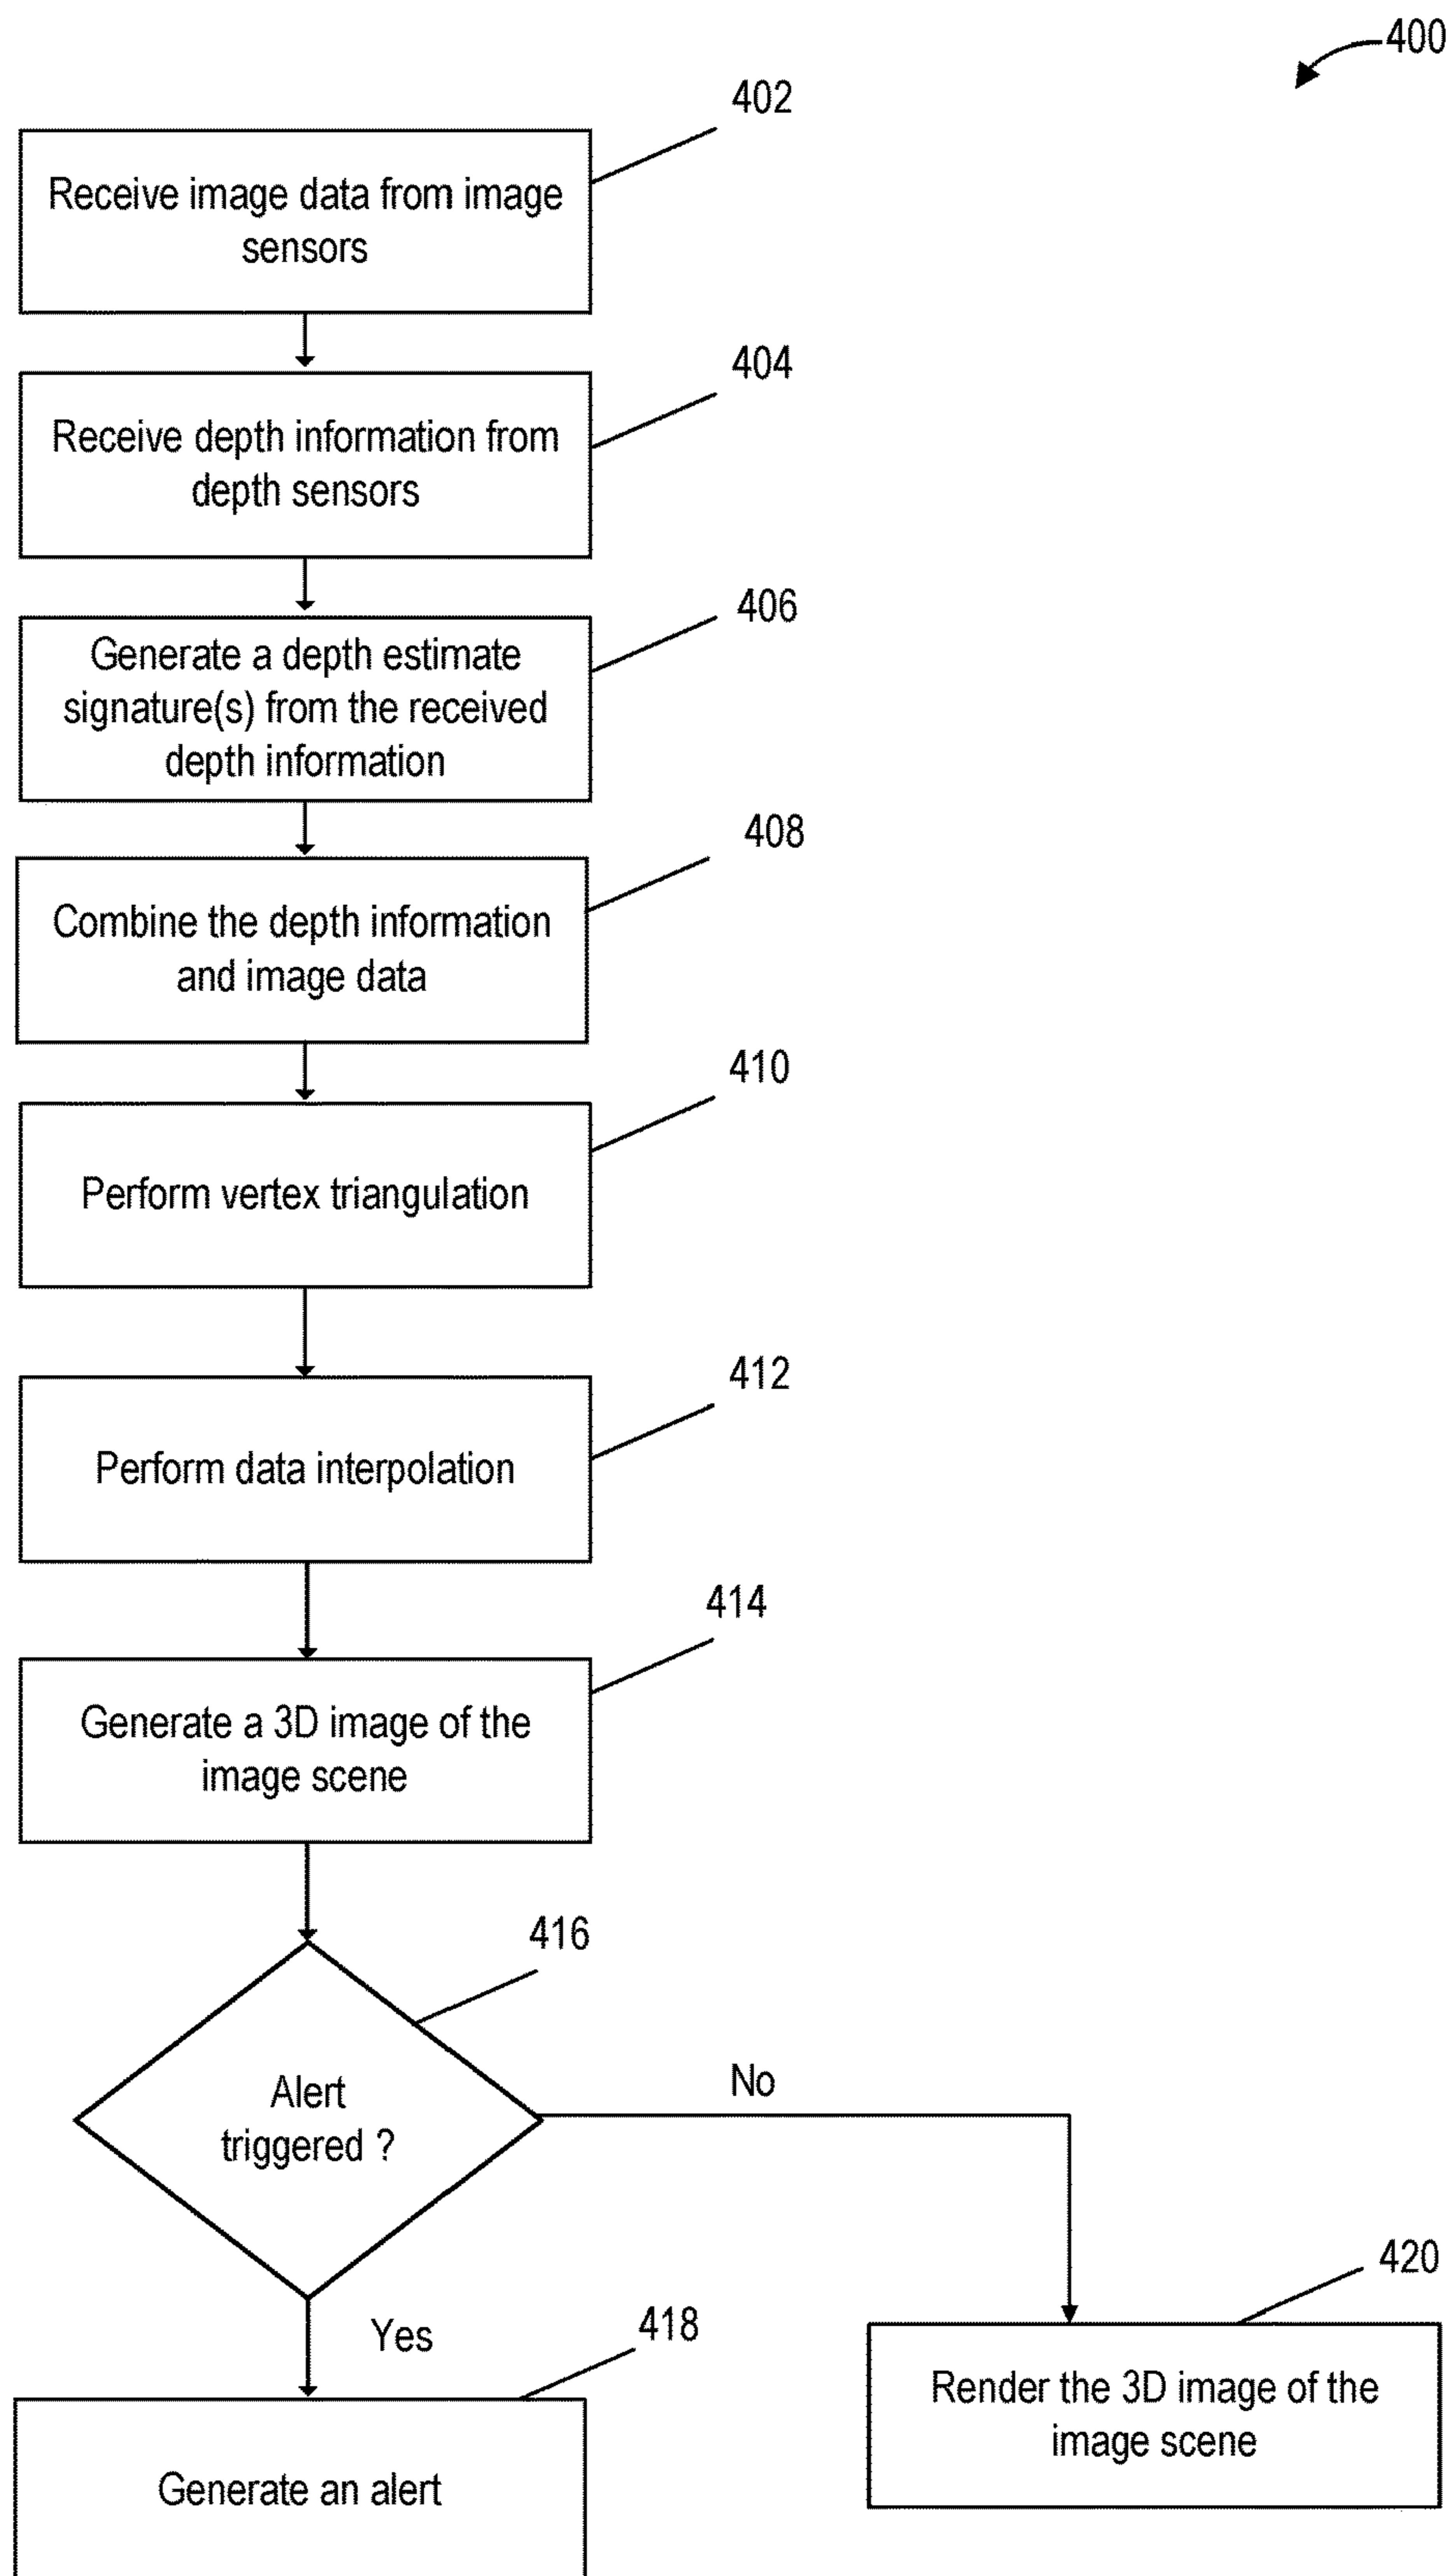 400
402
Receive image data from image
sensors
404
Receive depth information from
depth sensors
406
Generate a depth estimate
signature(s) from the received
depth information
408
Combine the depth information
and image data
410
Perform vertex triangulation
412
Perform data interpolation
414
Generate a 3D image of the
image scene
416
Alert
triggered ?
No
Yes
418
Generate an alert
420
Render the 3D image of the
image scene